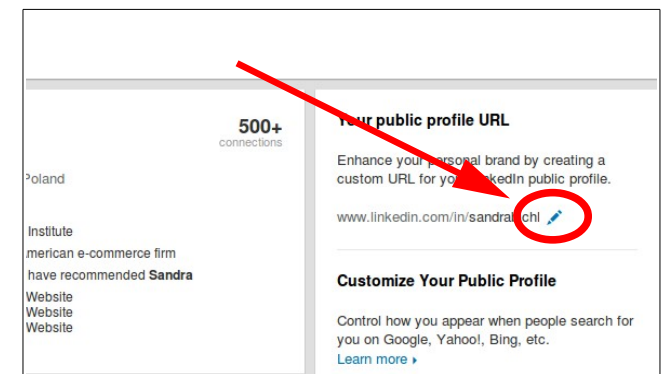 500+
connections
Poland
Institute
merican e-commerce firm
have recommended Sandra
Website
Website
Website
Your public profile URL
Enhance your personal brand by creating a
custom URL for your LinkedIn public profile.
www.linkedin.com/in/
Customize Your Public Profile
Control how you appear when people search for
you on Google, Yahoo!, Bing, etc.
Learn more